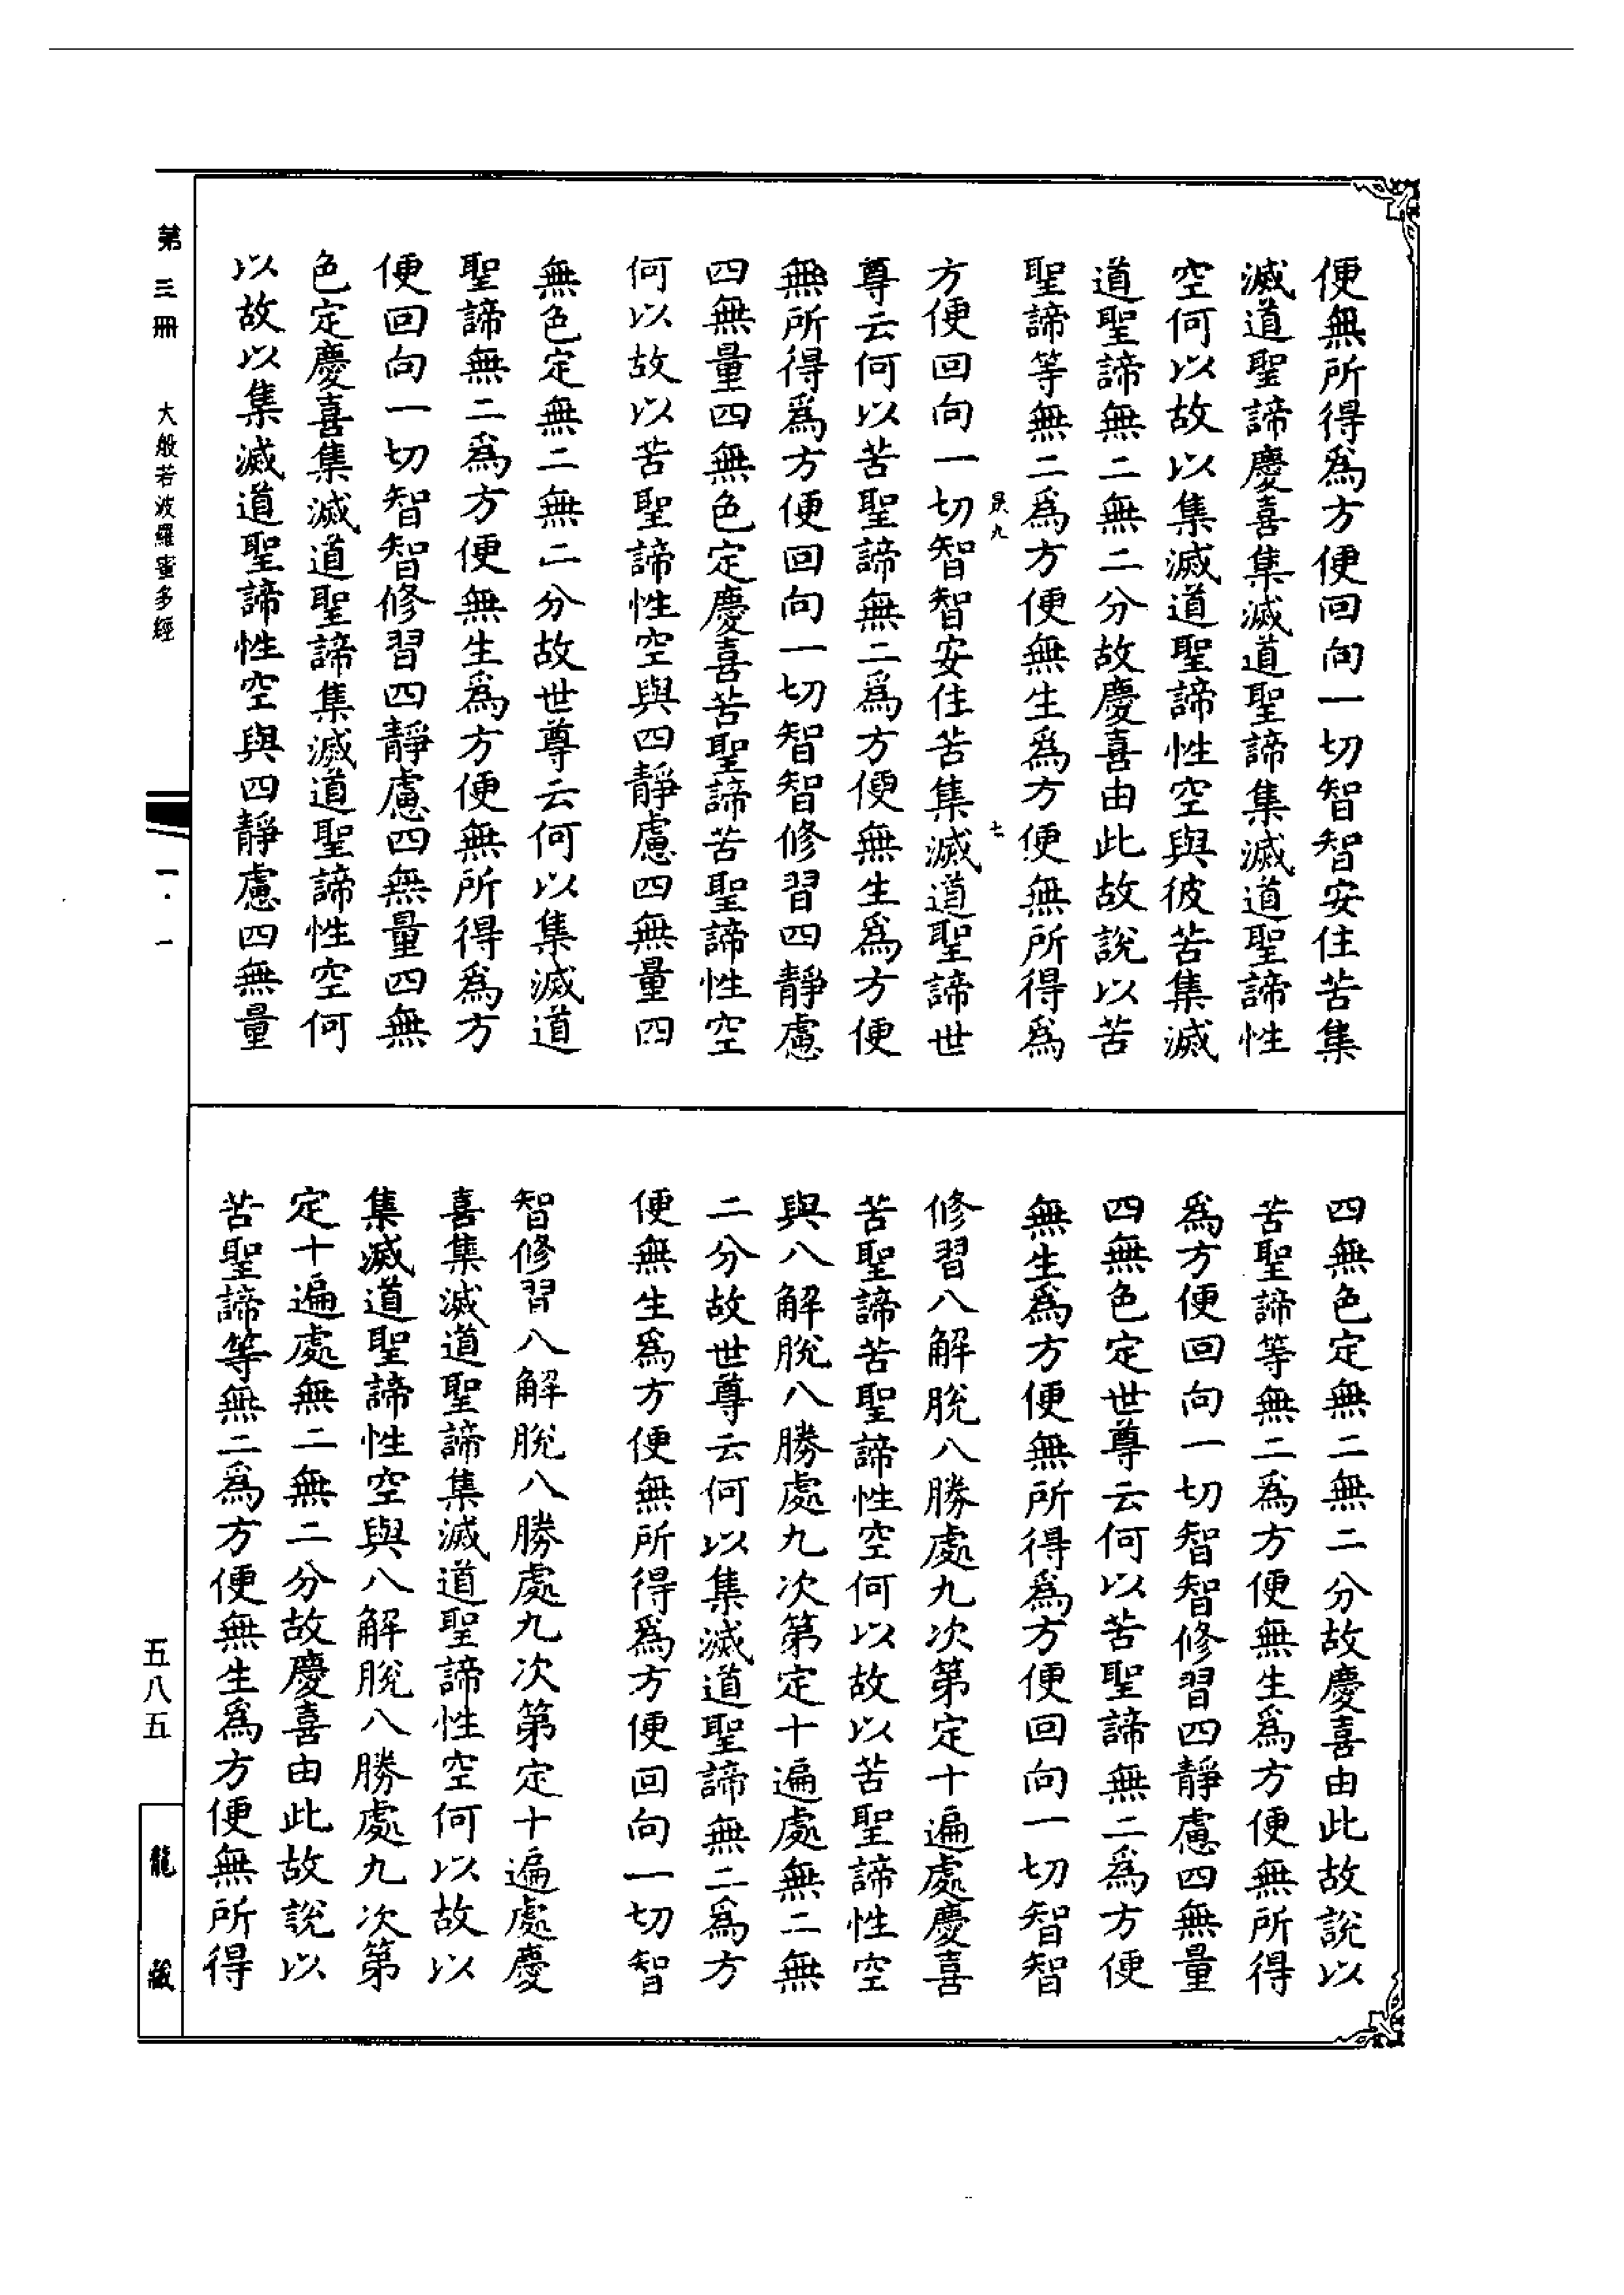 便無所得爲方便回向一切智智安住苦集
滅道聖諦慶喜集滅道聖諦集滅道聖諦性
空何以故以集滅道聖諦性空與彼苦集滅
道聖諦無二無二分故慶喜由此故說以苦
聖諦等無二爲方便無生爲方便無所得爲
方便回向一切智智安住苦集滅道聖諦世
尊云何以苦聖諦無二爲方便無生爲方便
無所得爲方便回向一切智智修習四靜慮
四無量四無色定慶喜苦聖諦苦聖諦性空
何以故以苦聖諦性空與四靜慮四無量四
無色定無二無二分故世尊云何以集滅道
聖諦無二爲方便無生爲方便無所得爲方
便回向一切智智修習四靜慮四無量四無
色定慶喜集滅道聖諦集滅道聖諦性空何
以故以集滅道聖諦性空與四靜慮四無量
四無色定無二無二分故慶喜由此故說以
苦聖諦等無二爲方便無生爲方便無所得
爲方便回向一切智智修習四靜慮四無量
四無色定世尊云何以苦聖諦無二爲方便
無生爲方便無所得爲方便回向一切智智
修習八解脫八勝處九次第定十遍處慶喜
苦聖諦苦聖諦性空何以故以苦聖諦性空
與八解脫八勝處九次第定十遍處無二無
二分故世尊云何以集滅道聖諦無二爲方
便無生爲方便無所得爲方便回向一切智
智修習八解脫八勝處九次第定十遍處慶
喜集滅道聖諦集滅道聖諦性空何以故以
集滅道聖諦性空與八解脫八勝處九次第
定十遍處無二無二分故慶喜由此故說以
苦聖諦等無二爲方便無生爲方便無所得
第三冊 大般若波羅蜜多經
五八五
龍藏